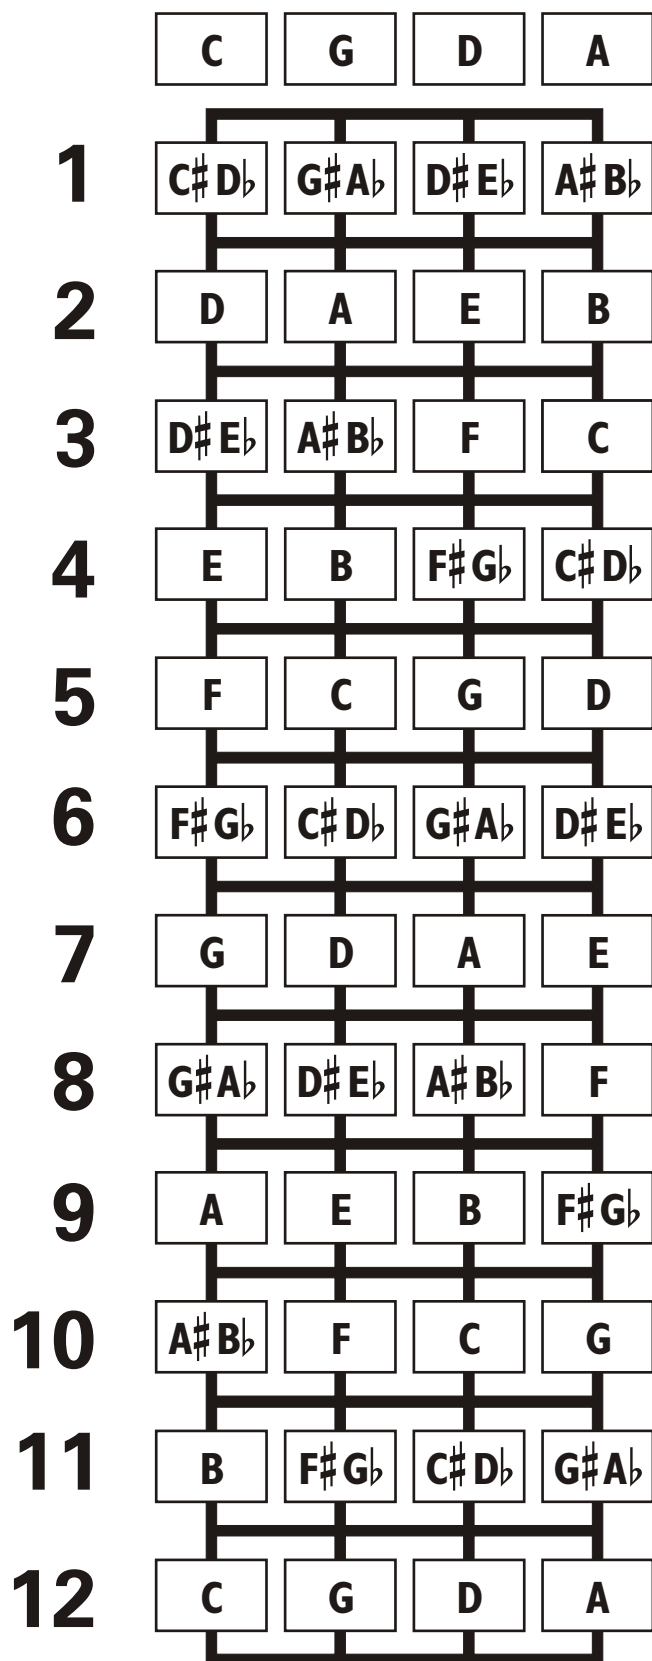 C G D A
1 C♯ D♭ G♯ A♭ D♯ E♭ A♯ B♭
2 D A E B
3 D♯ E♭ A♯ B♭ F C
4 E B F♯ G♭ C♯ D♭
5 F C G D
6 F♯ G♭ C♯ D♭ G♯ A♭ D♯ E♭
7 G D A E
8 G♯ A♭ D♯ E♭ A♯ B♭ F
9 A E B F♯ G♭
10 A♯ B♭ F C G
11 B F♯ G♭ C♯ D♭ G♯ A♭
12 C G D A